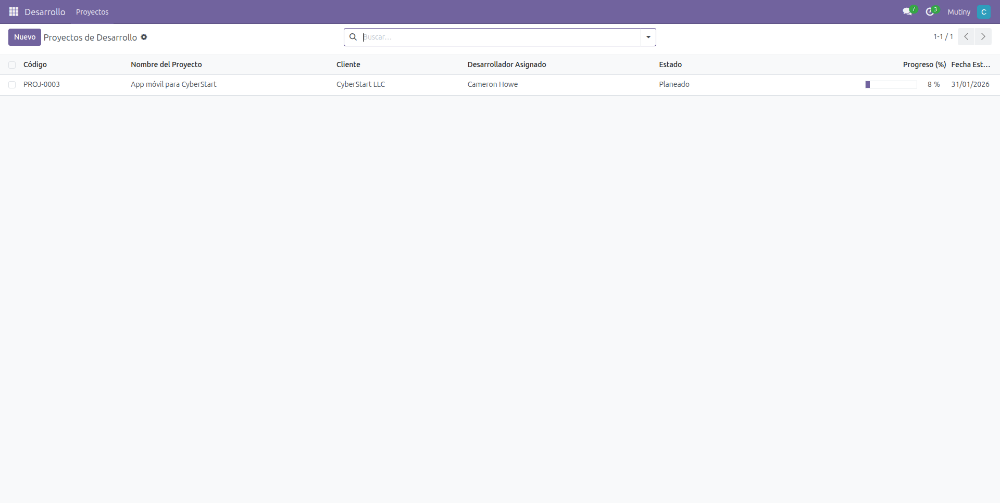 Desarrollo Proyectos 7 3 Mutiny C
Nuevo Proyectos de Desarrollo Buscar... 1-1 / 1
Código Nombre del Proyecto Cliente Desarrollador Asignado Estado Progreso (%) Fecha Est...
PROJ-0003 App móvil para CyberStart CyberStart LLC Cameron Howe Planeado 8 % 31/01/2026